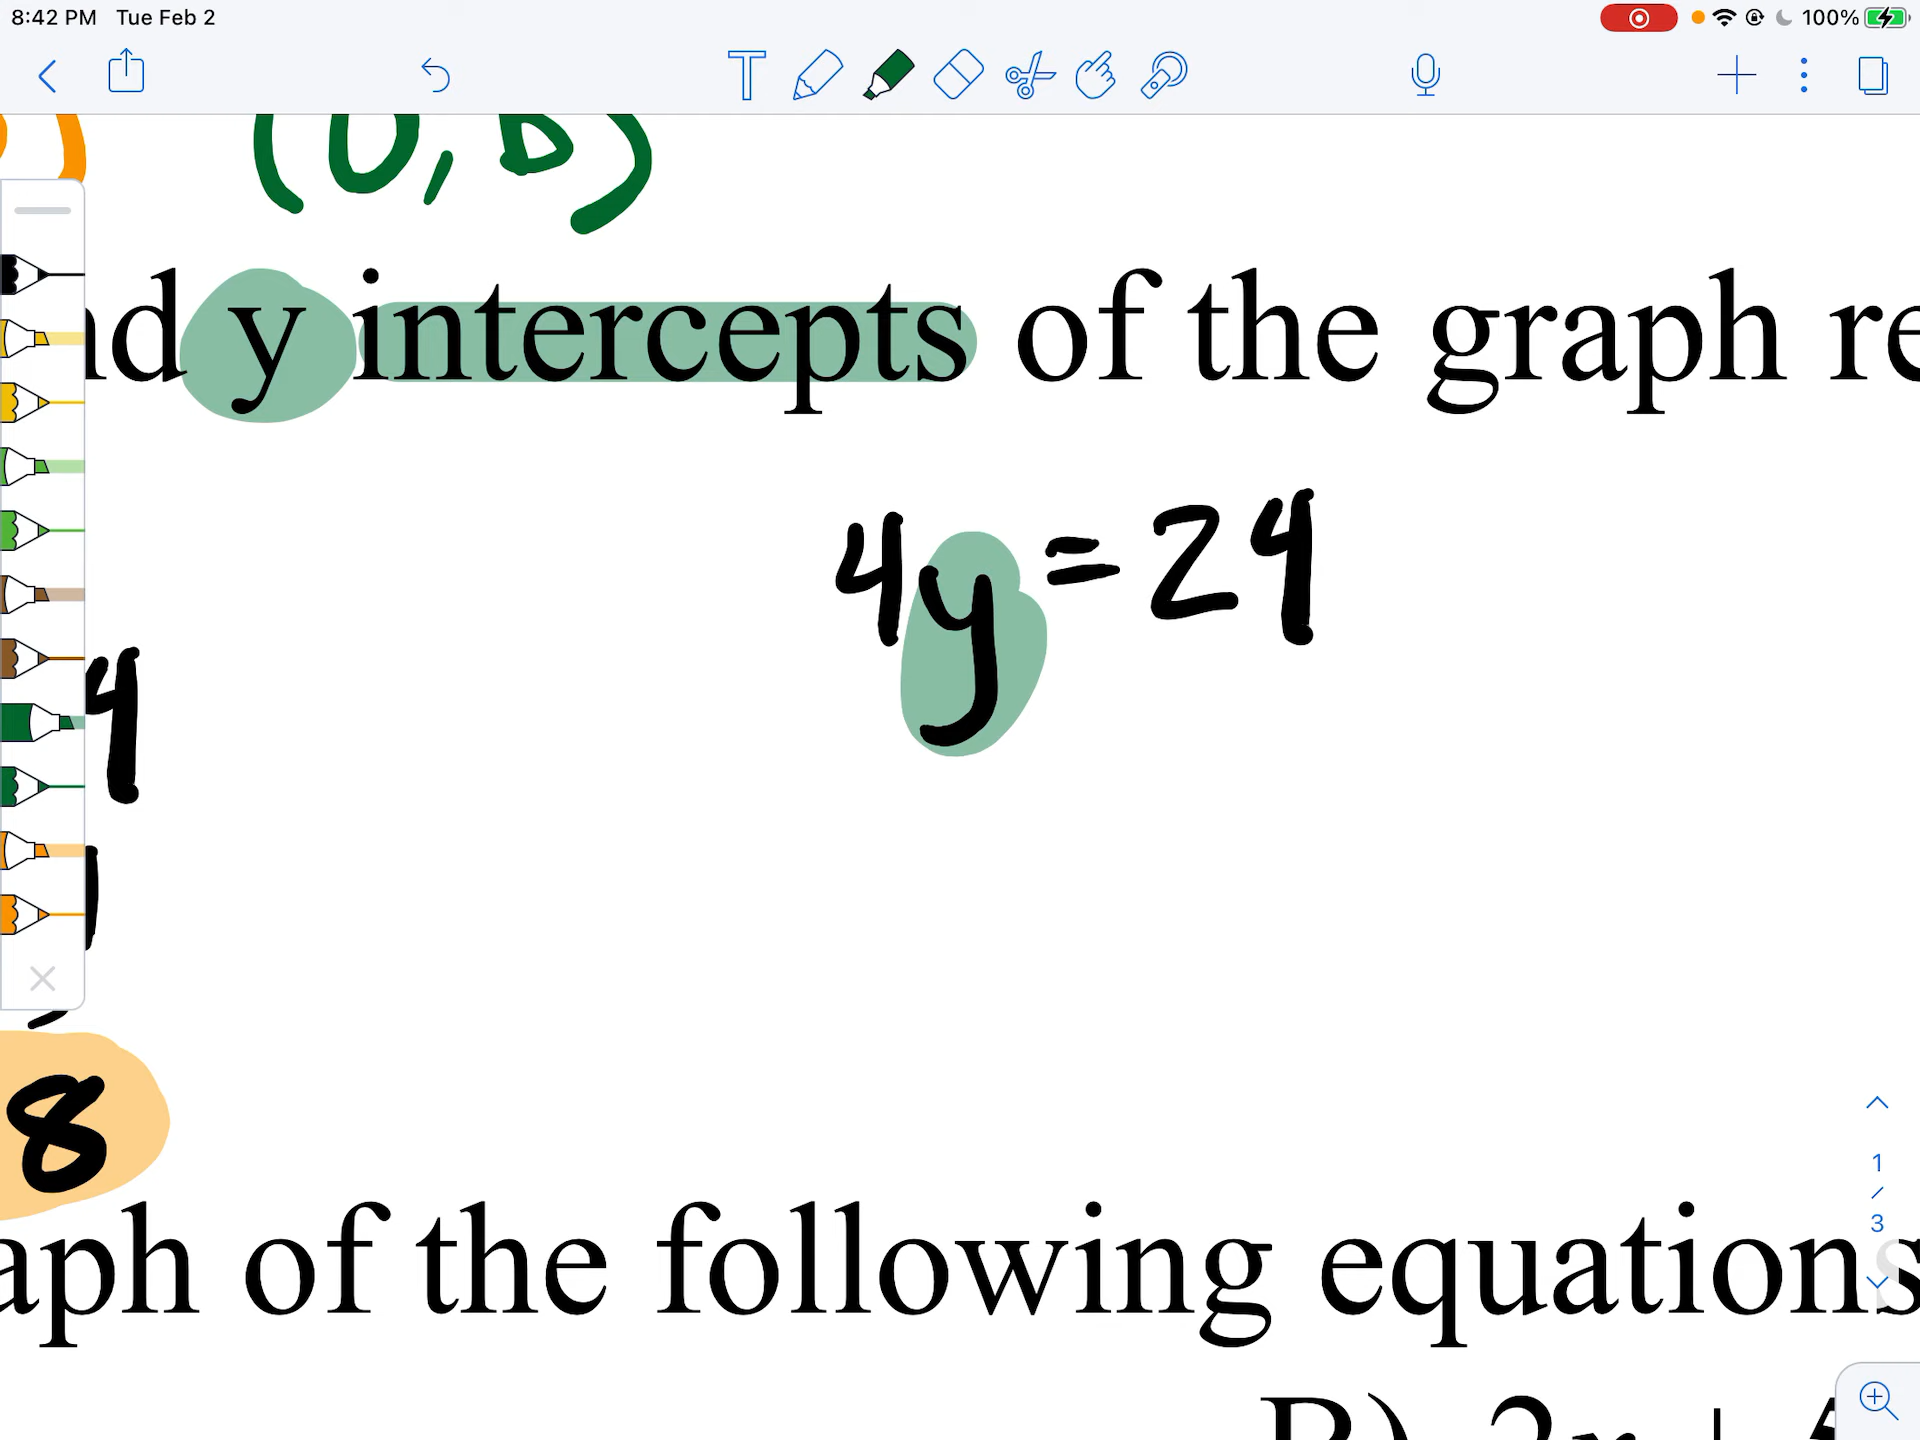 8:42 PM Tue Feb 2
100%
T
(0, B)
nd y intercepts of the graph re
4y = 24
4
8
1
/
3
aph of the following equations
B) 2x +